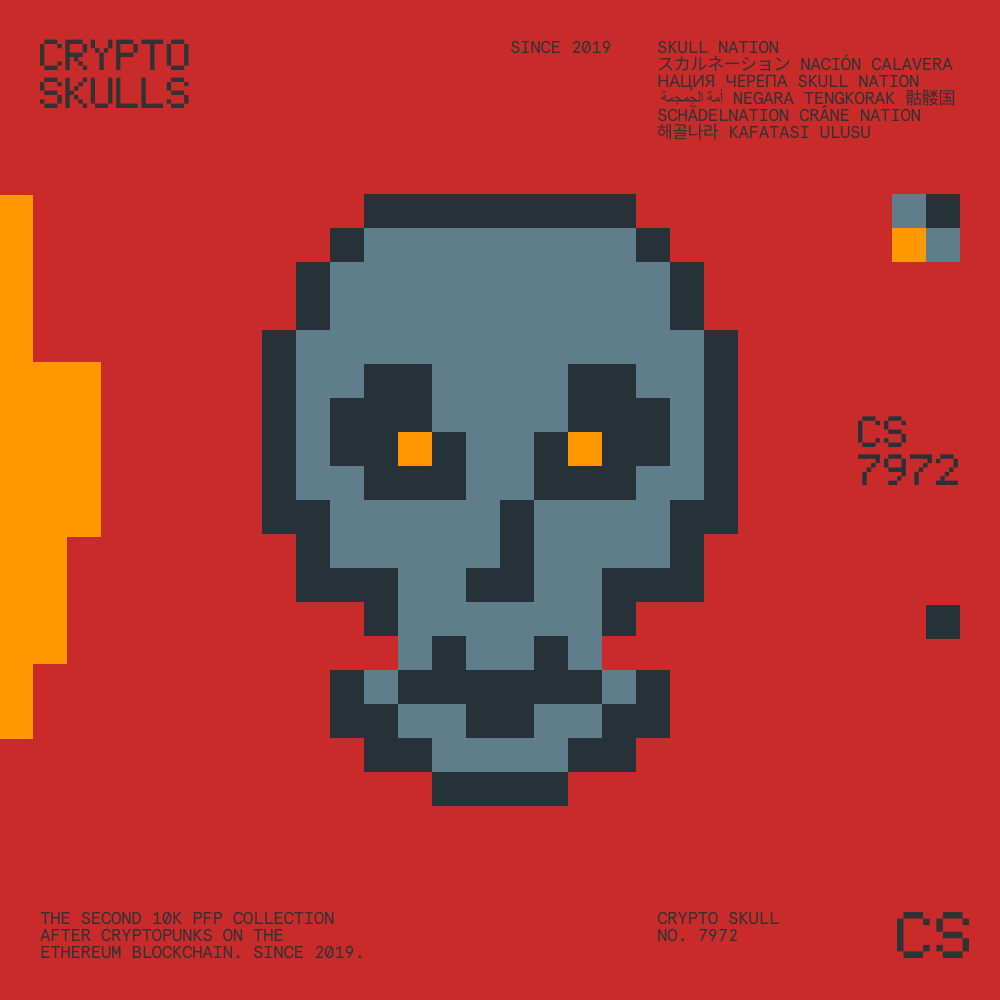 CRYPTO
SKULLS
SINCE 2019
SKULL NATION
スカルネーション NACIÓN CALAVERA
НАЦИЯ ЧЕРЕПА SKULL NATION
أمة الجمجمة NEGARA TENGKORAK 骷髅国
SCHÄDELNATION CRÂNE NATION
해골나라 KAFATASI ULUSU
CS
7972
THE SECOND 10K PFP COLLECTION
AFTER CRYPTOPUNKS ON THE
ETHEREUM BLOCKCHAIN. SINCE 2019.
CRYPTO SKULL
NO. 7972
CS